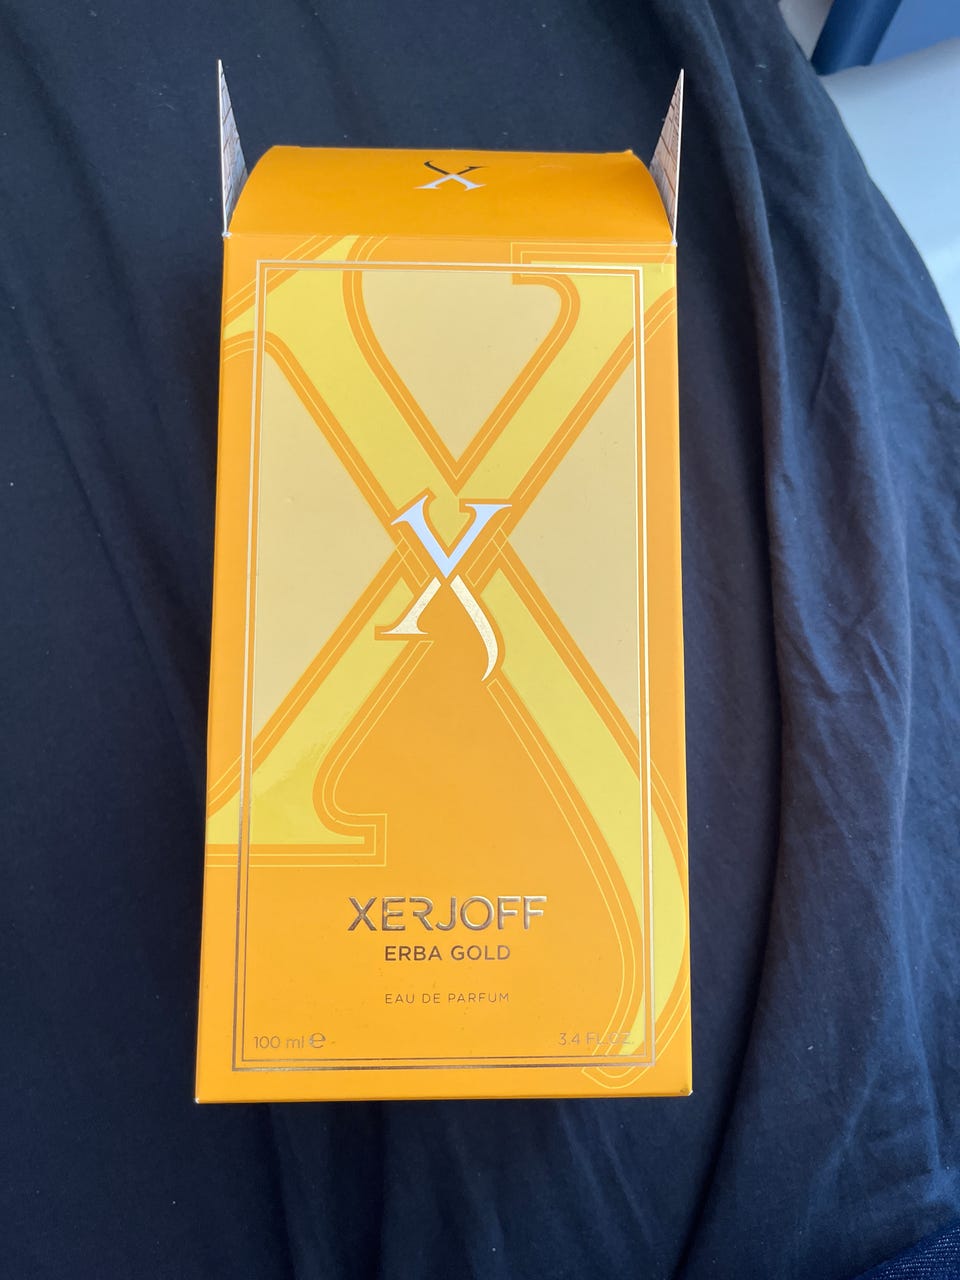 X
X
XERJOFF
ERBA GOLD
EAU DE PARFUM
100 ml ℮
3.4 FL.OZ.